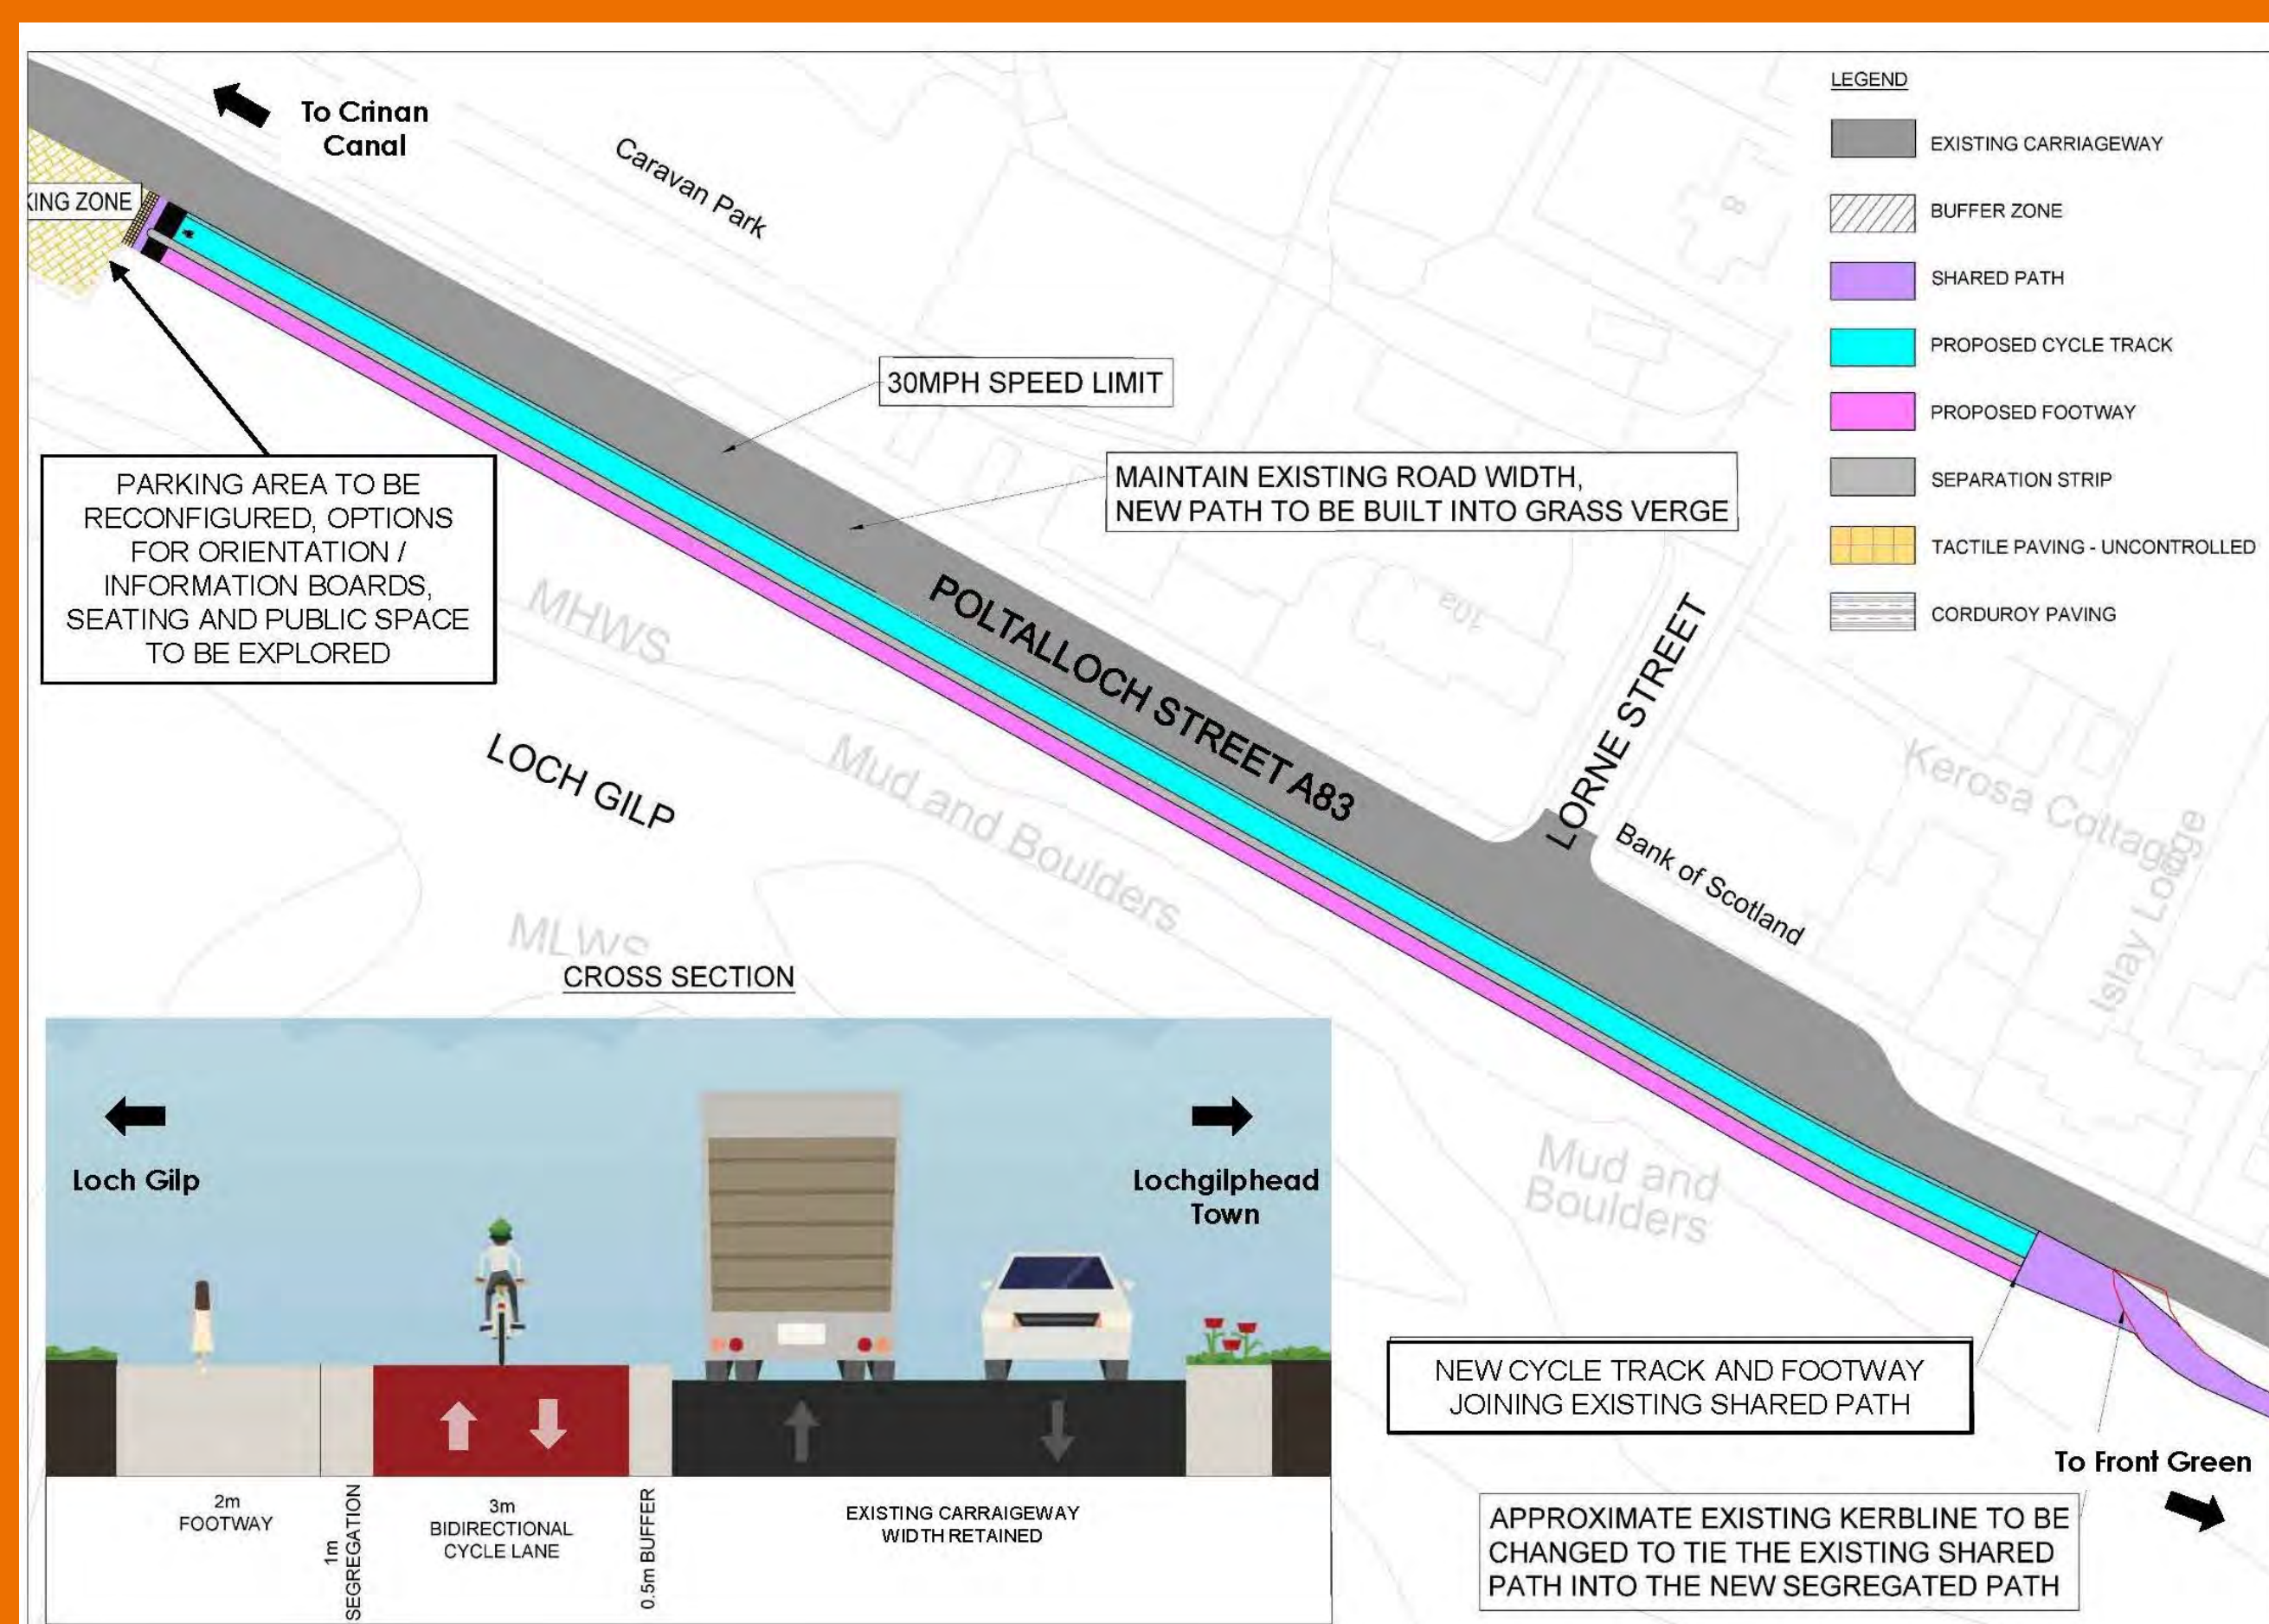 To Crinan
Canal
Caravan Park
KING ZONE
LEGEND
EXISTING CARRIAGEWAY
BUFFER ZONE
SHARED PATH
PROPOSED CYCLE TRACK
PROPOSED FOOTWAY
SEPARATION STRIP
TACTILE PAVING - UNCONTROLLED
CORDUROY PAVING
8
30MPH SPEED LIMIT
MAINTAIN EXISTING ROAD WIDTH,
NEW PATH TO BE BUILT INTO GRASS VERGE
PARKING AREA TO BE
RECONFIGURED, OPTIONS
FOR ORIENTATION /
INFORMATION BOARDS,
SEATING AND PUBLIC SPACE
TO BE EXPLORED
MHWS
POLTALLOCH STREET A83
10a
LORNE STREET
LOCH GILP
Mud and Boulders
Kerosa Cottage
Islay Lodge
Bank of Scotland
MLWS
CROSS SECTION
Loch Gilp
Lochgilphead
Town
2m
FOOTWAY
1m
SEGREGATION
3m
BIDIRECTIONAL
CYCLE LANE
0.5m BUFFER
EXISTING CARRAIGEWAY
WIDTH RETAINED
Mud and
Boulders
NEW CYCLE TRACK AND FOOTWAY
JOINING EXISTING SHARED PATH
To Front Green
APPROXIMATE EXISTING KERBLINE TO BE
CHANGED TO TIE THE EXISTING SHARED
PATH INTO THE NEW SEGREGATED PATH